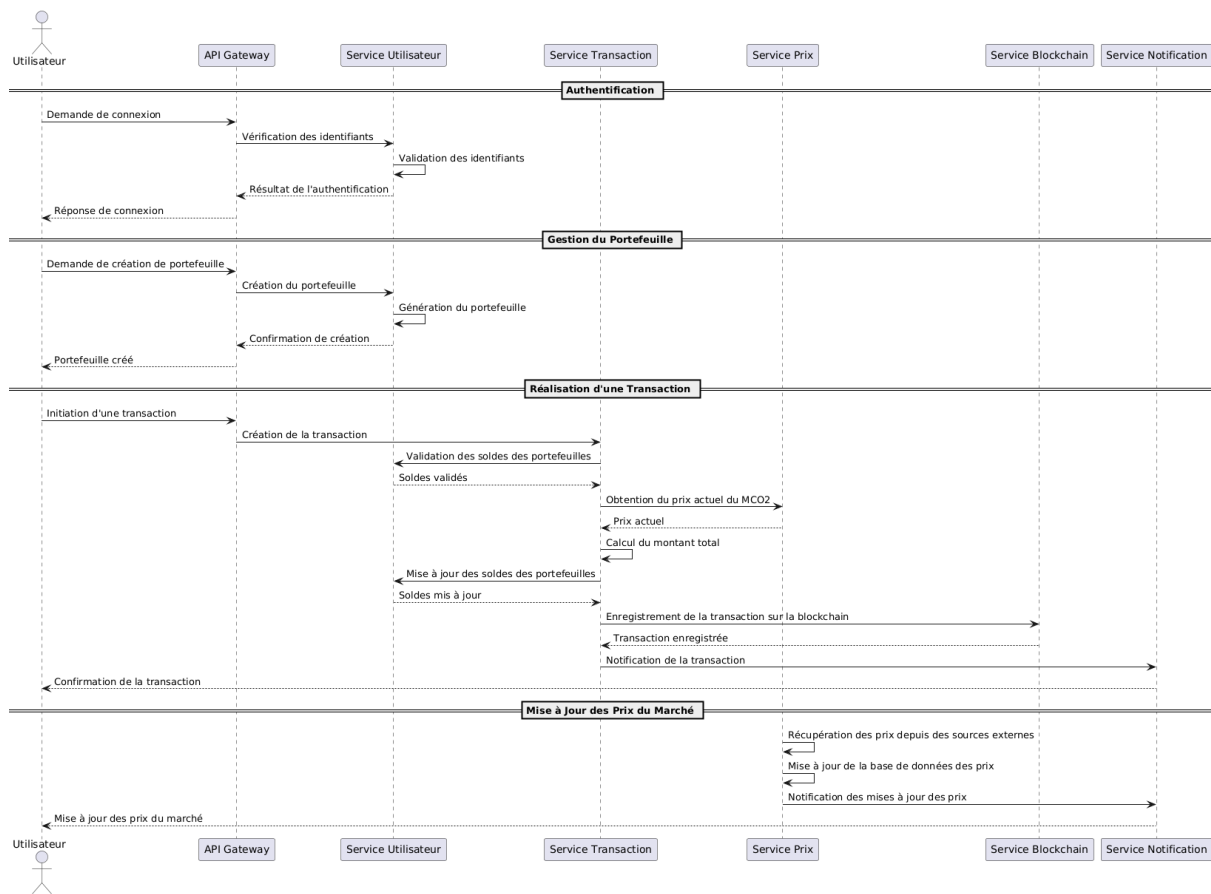 Utilisateur
API Gateway
Service Utilisateur
Service Transaction
Service Prix
Service Blockchain
Service Notification
Authentification
Demande de connexion
Vérification des identifiants
Validation des identifiants
Résultat de l'authentification
Réponse de connexion
Gestion du Portefeuille
Demande de création de portefeuille
Création du portefeuille
Génération du portefeuille
Confirmation de création
Portefeuille créé
Réalisation d'une Transaction
Initiation d'une transaction
Création de la transaction
Validation des soldes des portefeuilles
Soldes validés
Obtention du prix actuel du MCO2
Prix actuel
Calcul du montant total
Mise à jour des soldes des portefeuilles
Soldes mis à jour
Enregistrement de la transaction sur la blockchain
Transaction enregistrée
Notification de la transaction
Confirmation de la transaction
Mise à Jour des Prix du Marché
Récupération des prix depuis des sources externes
Mise à jour de la base de données des prix
Notification des mises à jour des prix
Mise à jour des prix du marché
Utilisateur
API Gateway
Service Utilisateur
Service Transaction
Service Prix
Service Blockchain
Service Notification